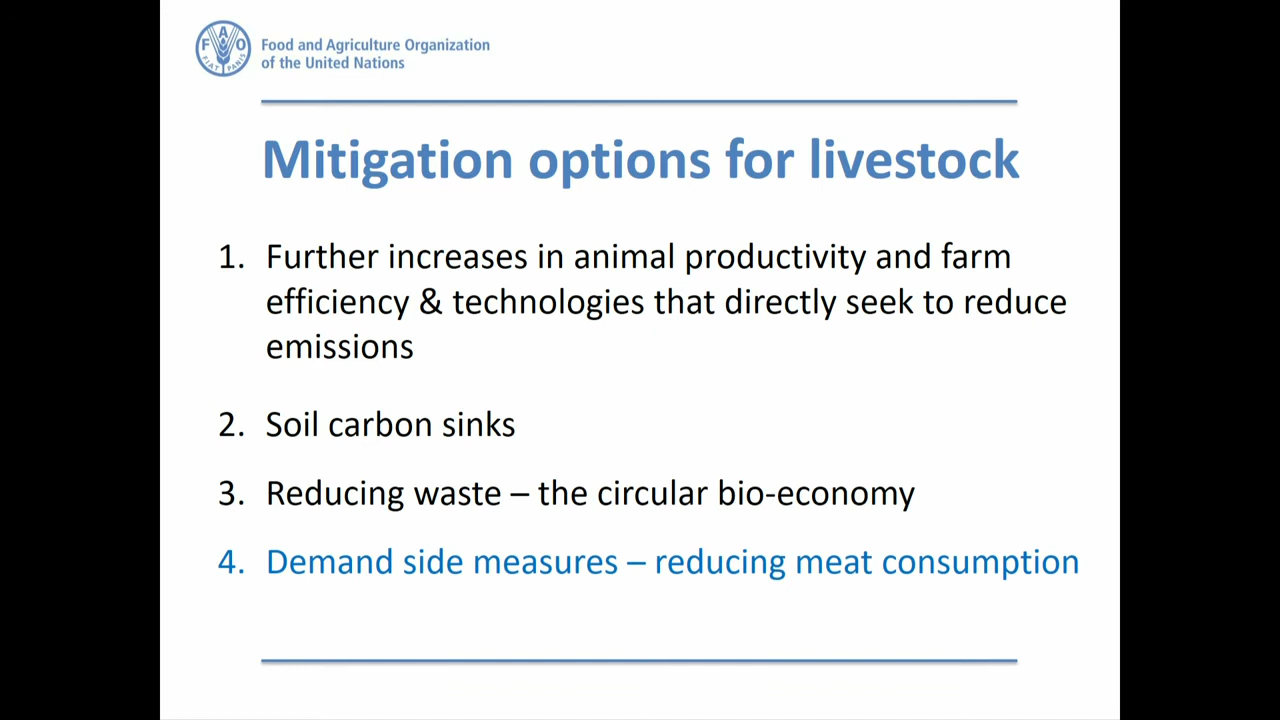 F A O
FIAT PANIS
Food and Agriculture Organization
of the United Nations
Mitigation options for livestock
1. Further increases in animal productivity and farm
efficiency & technologies that directly seek to reduce
emissions
2. Soil carbon sinks
3. Reducing waste – the circular bio-economy
4. Demand side measures – reducing meat consumption